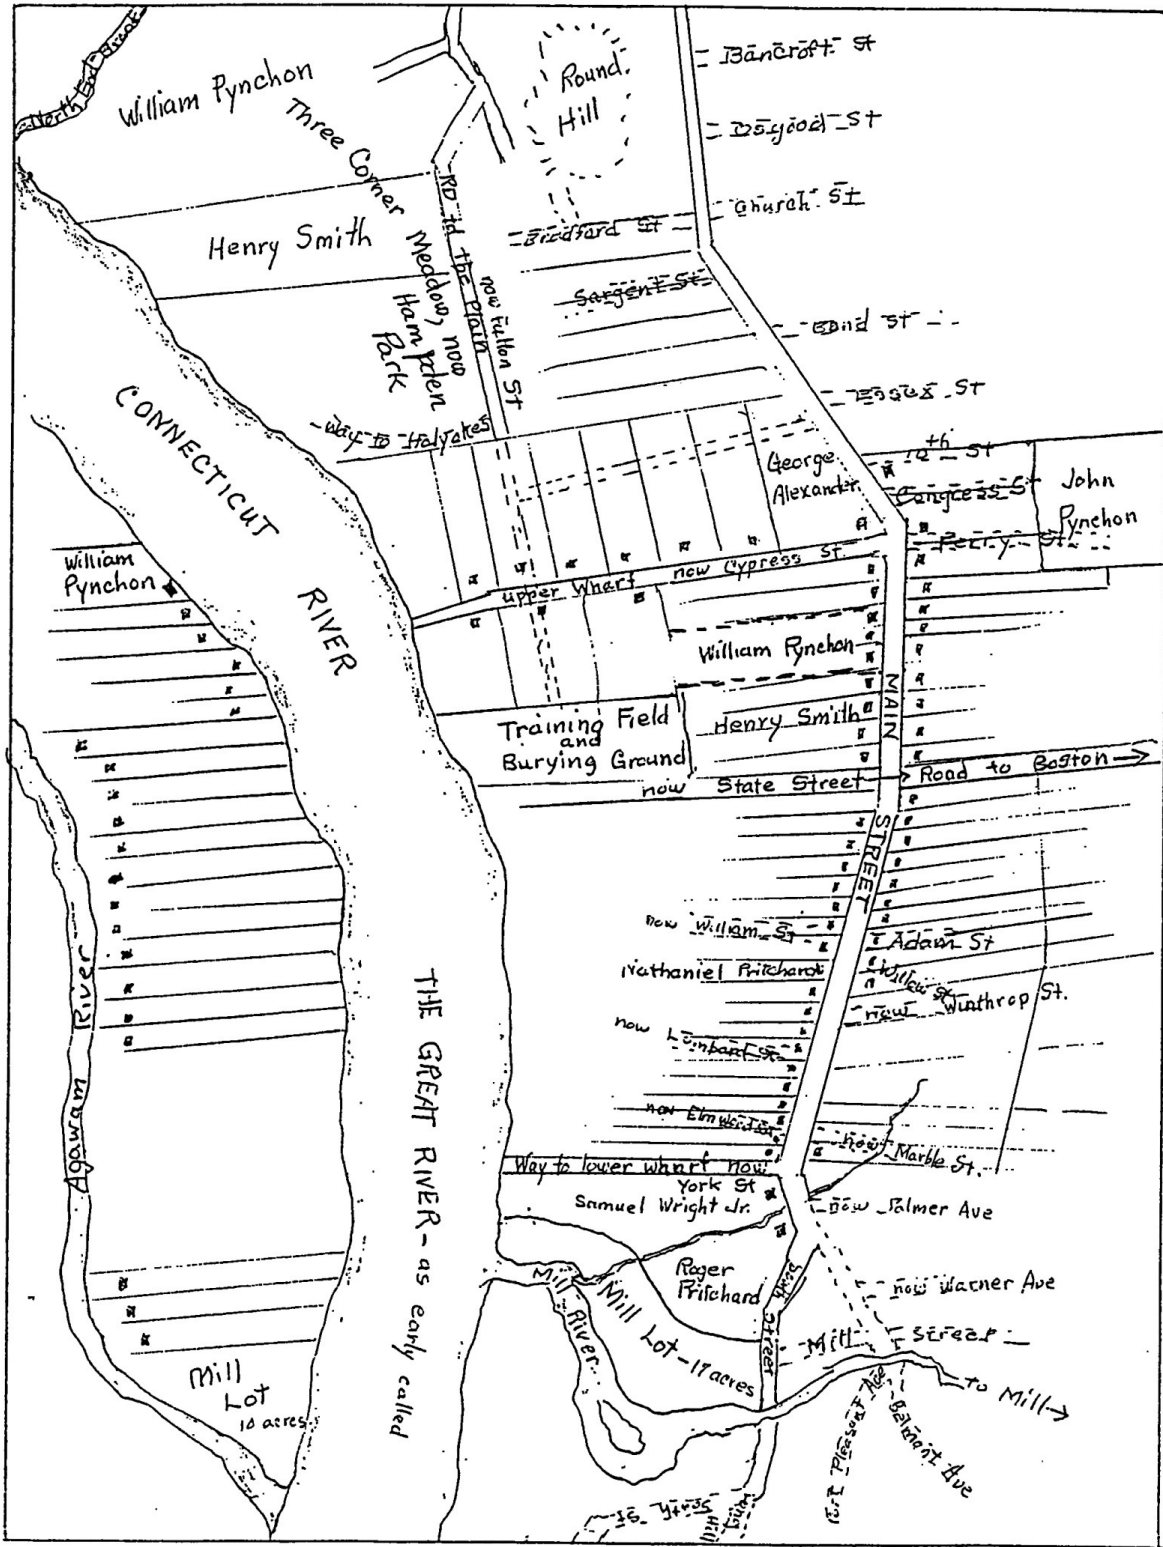 North End Brook
William Pynchon
Three Corner
Meadow, now
Hampden
Park
Round
Hill
Bancroft St
Osgood St
Church St
Henry Smith
RD to the Plain
now Fulton St
Bradford St
Sargent St
Bond St
Essex St
Way to Holyokes
George
Alexander
Congress St
John
Pynchon
Ferry St
CONNECTICUT
RIVER
William
Pynchon
upper Wharf now Cypress St.
William Pynchon
MAIN
STREET
Training Field
and
Burying Ground
Henry Smith
now State Street
Road to Boston
now William St
Adam St
Nathaniel Pritchard
Willow St
now Winthrop St.
now Lombard St
now Elmwood
now Marble St.
Agawam River
THE GREAT RIVER - as early called
Way to lower wharf now
York St
Samuel Wright Jr.
now Palmer Ave
Roger
Pritchard
Mill River
Mill Lot - 17 acres
Street
now Warner Ave
Mill Street
to Mill
Mill
Lot
10 acres
Fort Pleasant Ave
Belmont Ave
South St
Long Hill